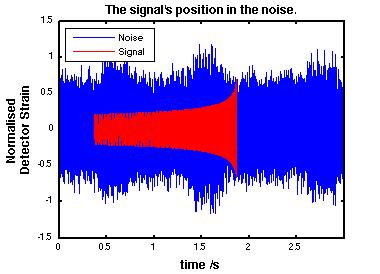 The signal's position in the noise.
Noise
Signal
Normalised
Detector Strain
1.5
1
0.5
0
-0.5
-1
-1.5
0 0.5 1 1.5 2 2.5
time /s